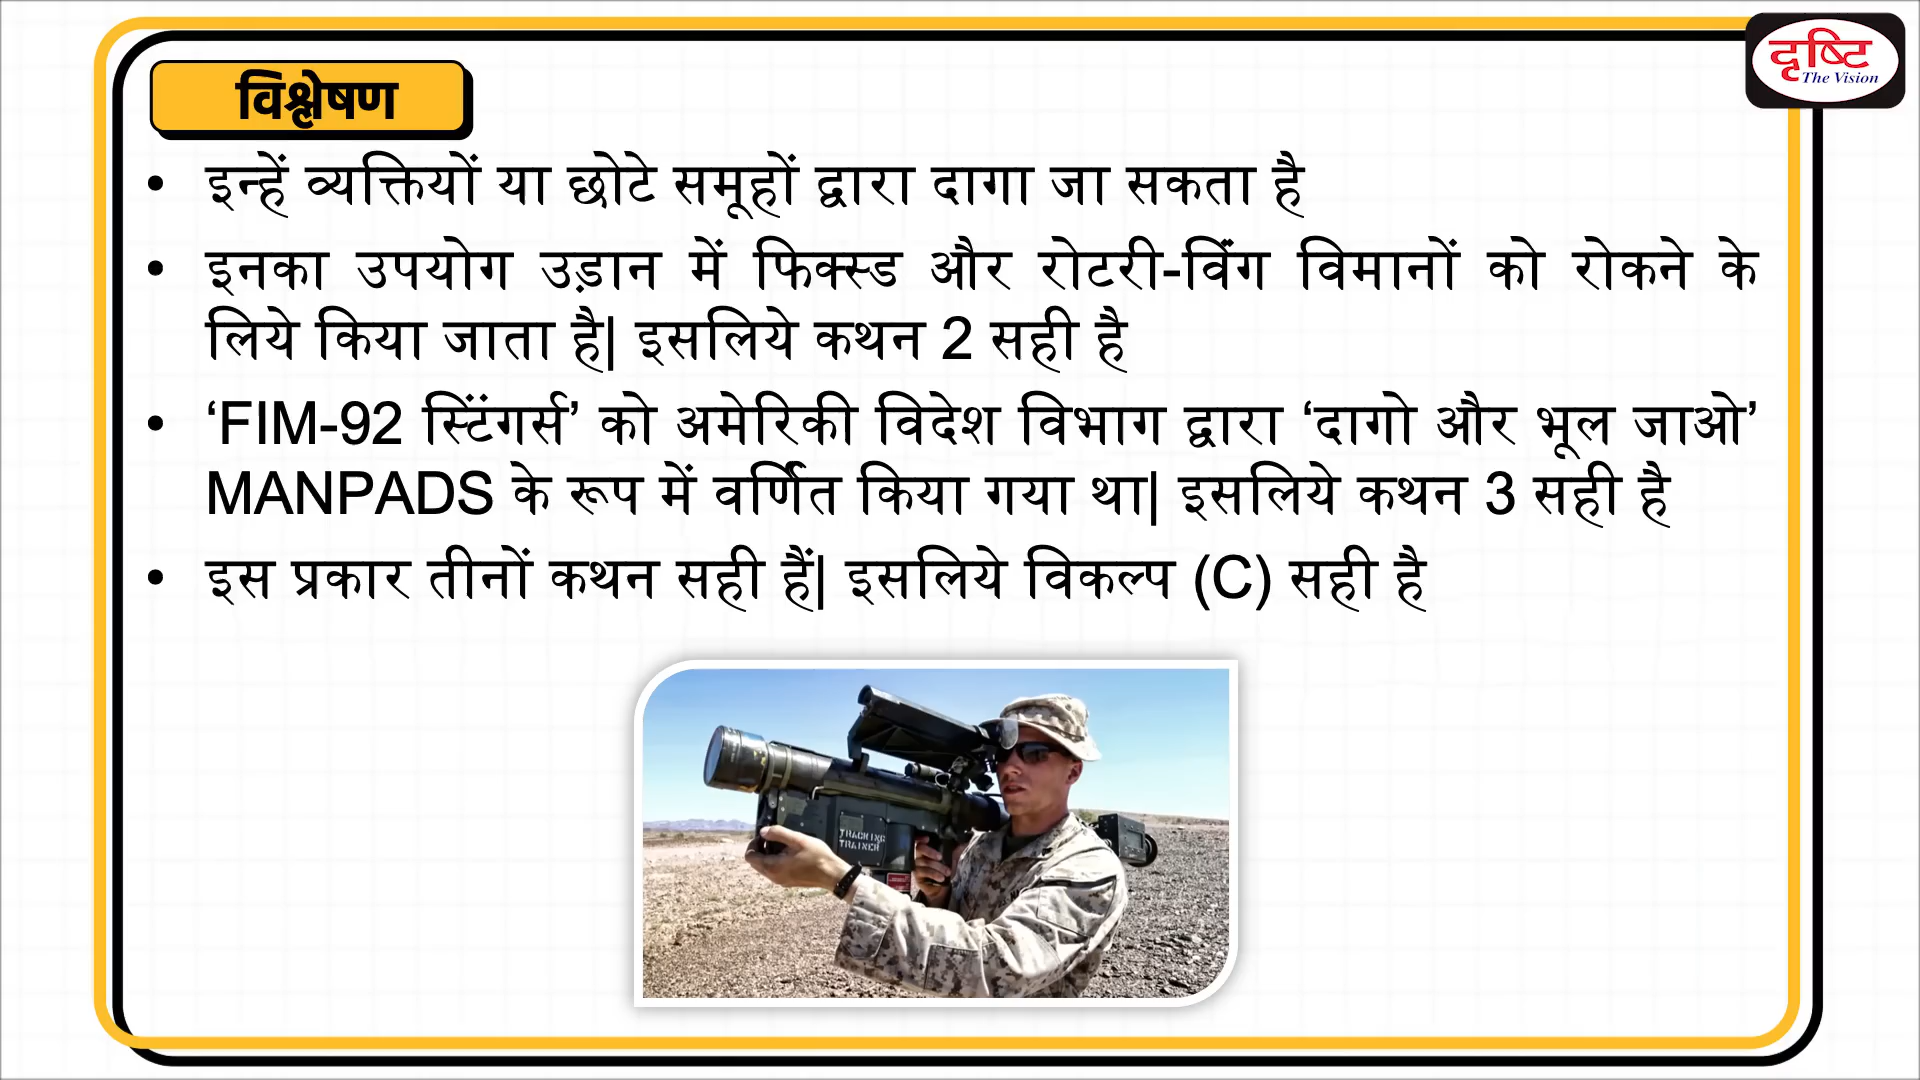 दृष्टि
The Vision
विश्लेषण
• इन्हें व्यक्तियों या छोटे समूहों द्वारा दागा जा सकता है
• इनका उपयोग उड़ान में फिक्स्ड और रोटरी-विंग विमानों को रोकने के
लिये किया जाता है| इसलिये कथन 2 सही है
• ‘FIM-92 स्टिंगर्स’ को अमेरिकी विदेश विभाग द्वारा ‘दागो और भूल जाओ’
MANPADS के रूप में वर्णित किया गया था| इसलिये कथन 3 सही है
• इस प्रकार तीनों कथन सही हैं| इसलिये विकल्प (C) सही है
TRACKING
TRAINER